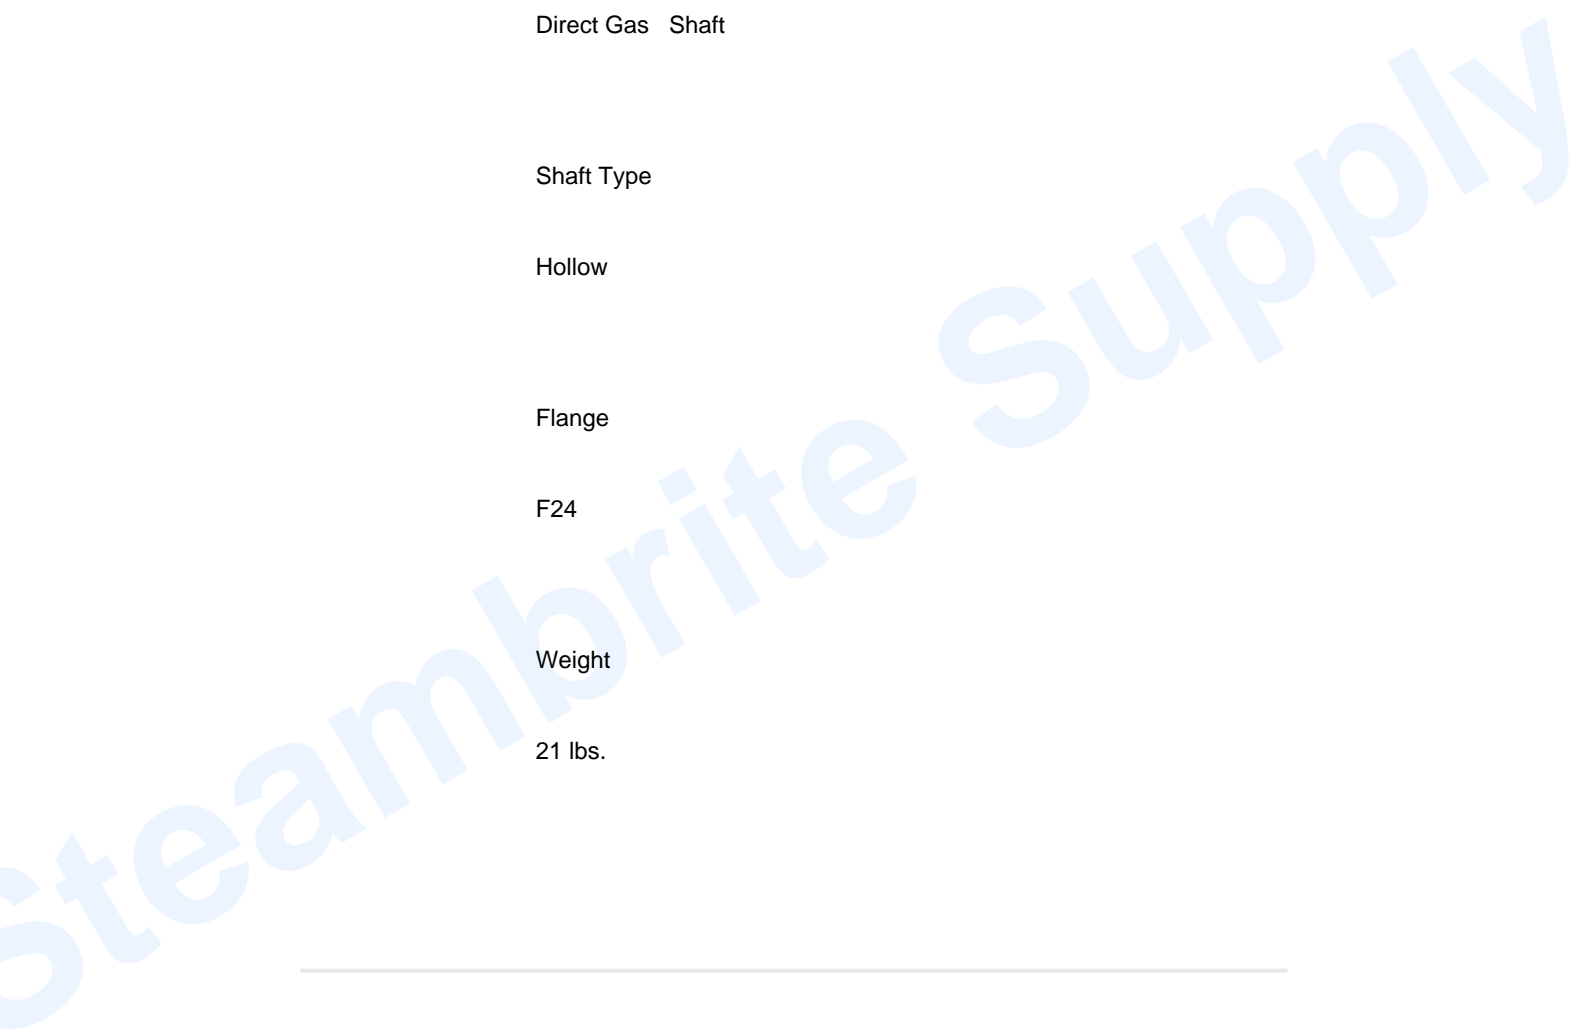 Direct Gas   Shaft
Shaft Type
Hollow
Flange
F24
Weight
21 lbs.
Steambrite Supply